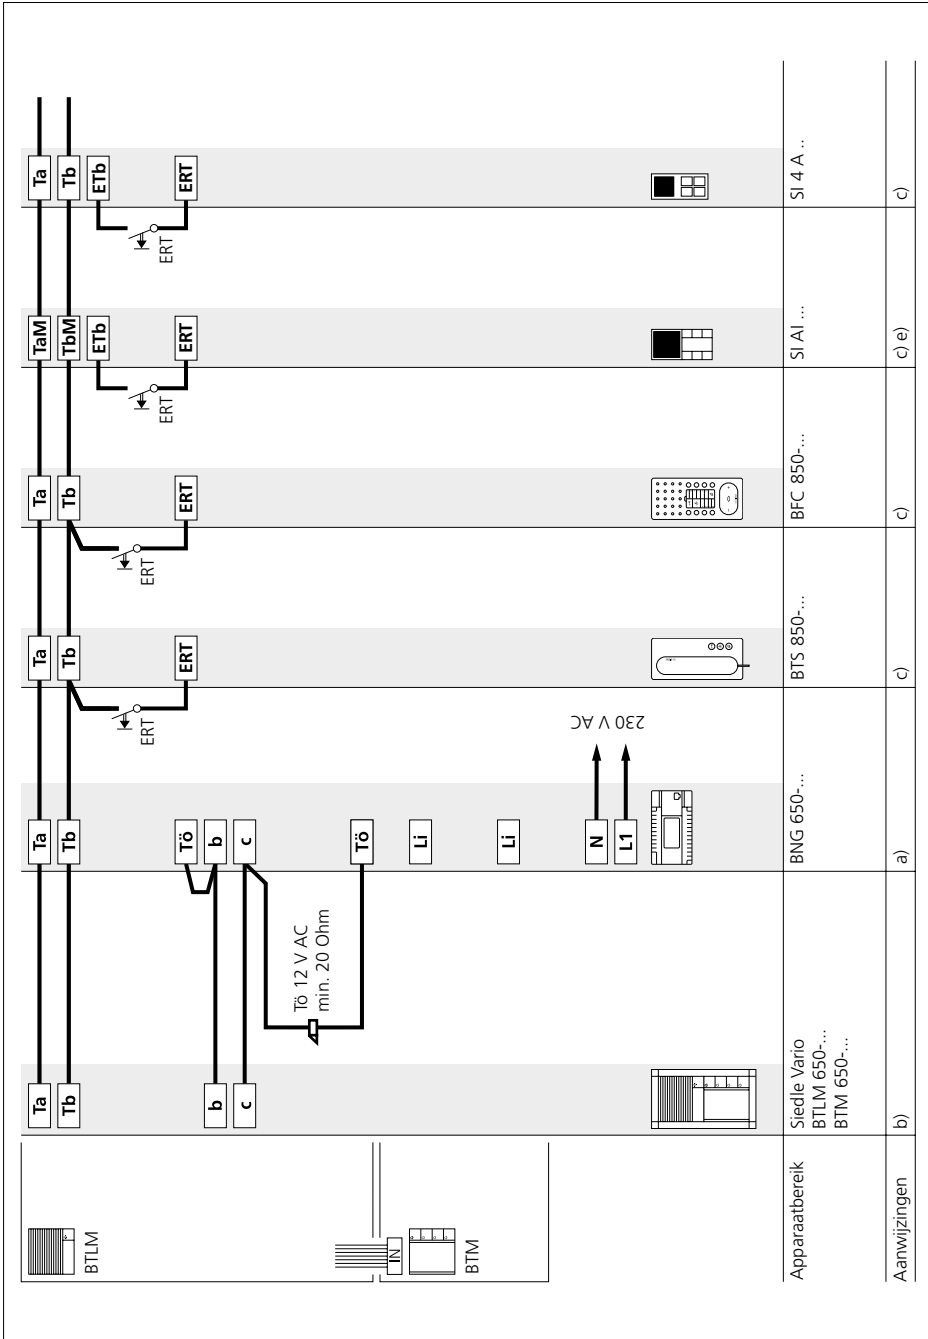 BTLM
IN
BTM
Ta
Tb
b
c
Ta
Tb
Tö
b
c
Tö
Li
Li
N
L1
Tö 12 V AC
min. 20 Ohm
230 V AC
Ta
Tb
ERT
ERT
Ta
Tb
ERT
ERT
TaM
TbM
ETb
ERT
ERT
Ta
Tb
ETb
ERT
ERT
Apparaatbereik
Siedle Vario
BTLM 650-...
BTM 650-...
BNG 650-...
BTS 850-...
BFC 850-...
SI AI ...
SI 4 A ..
Aanwijzingen
b)
a)
c)
c)
c) e)
c)